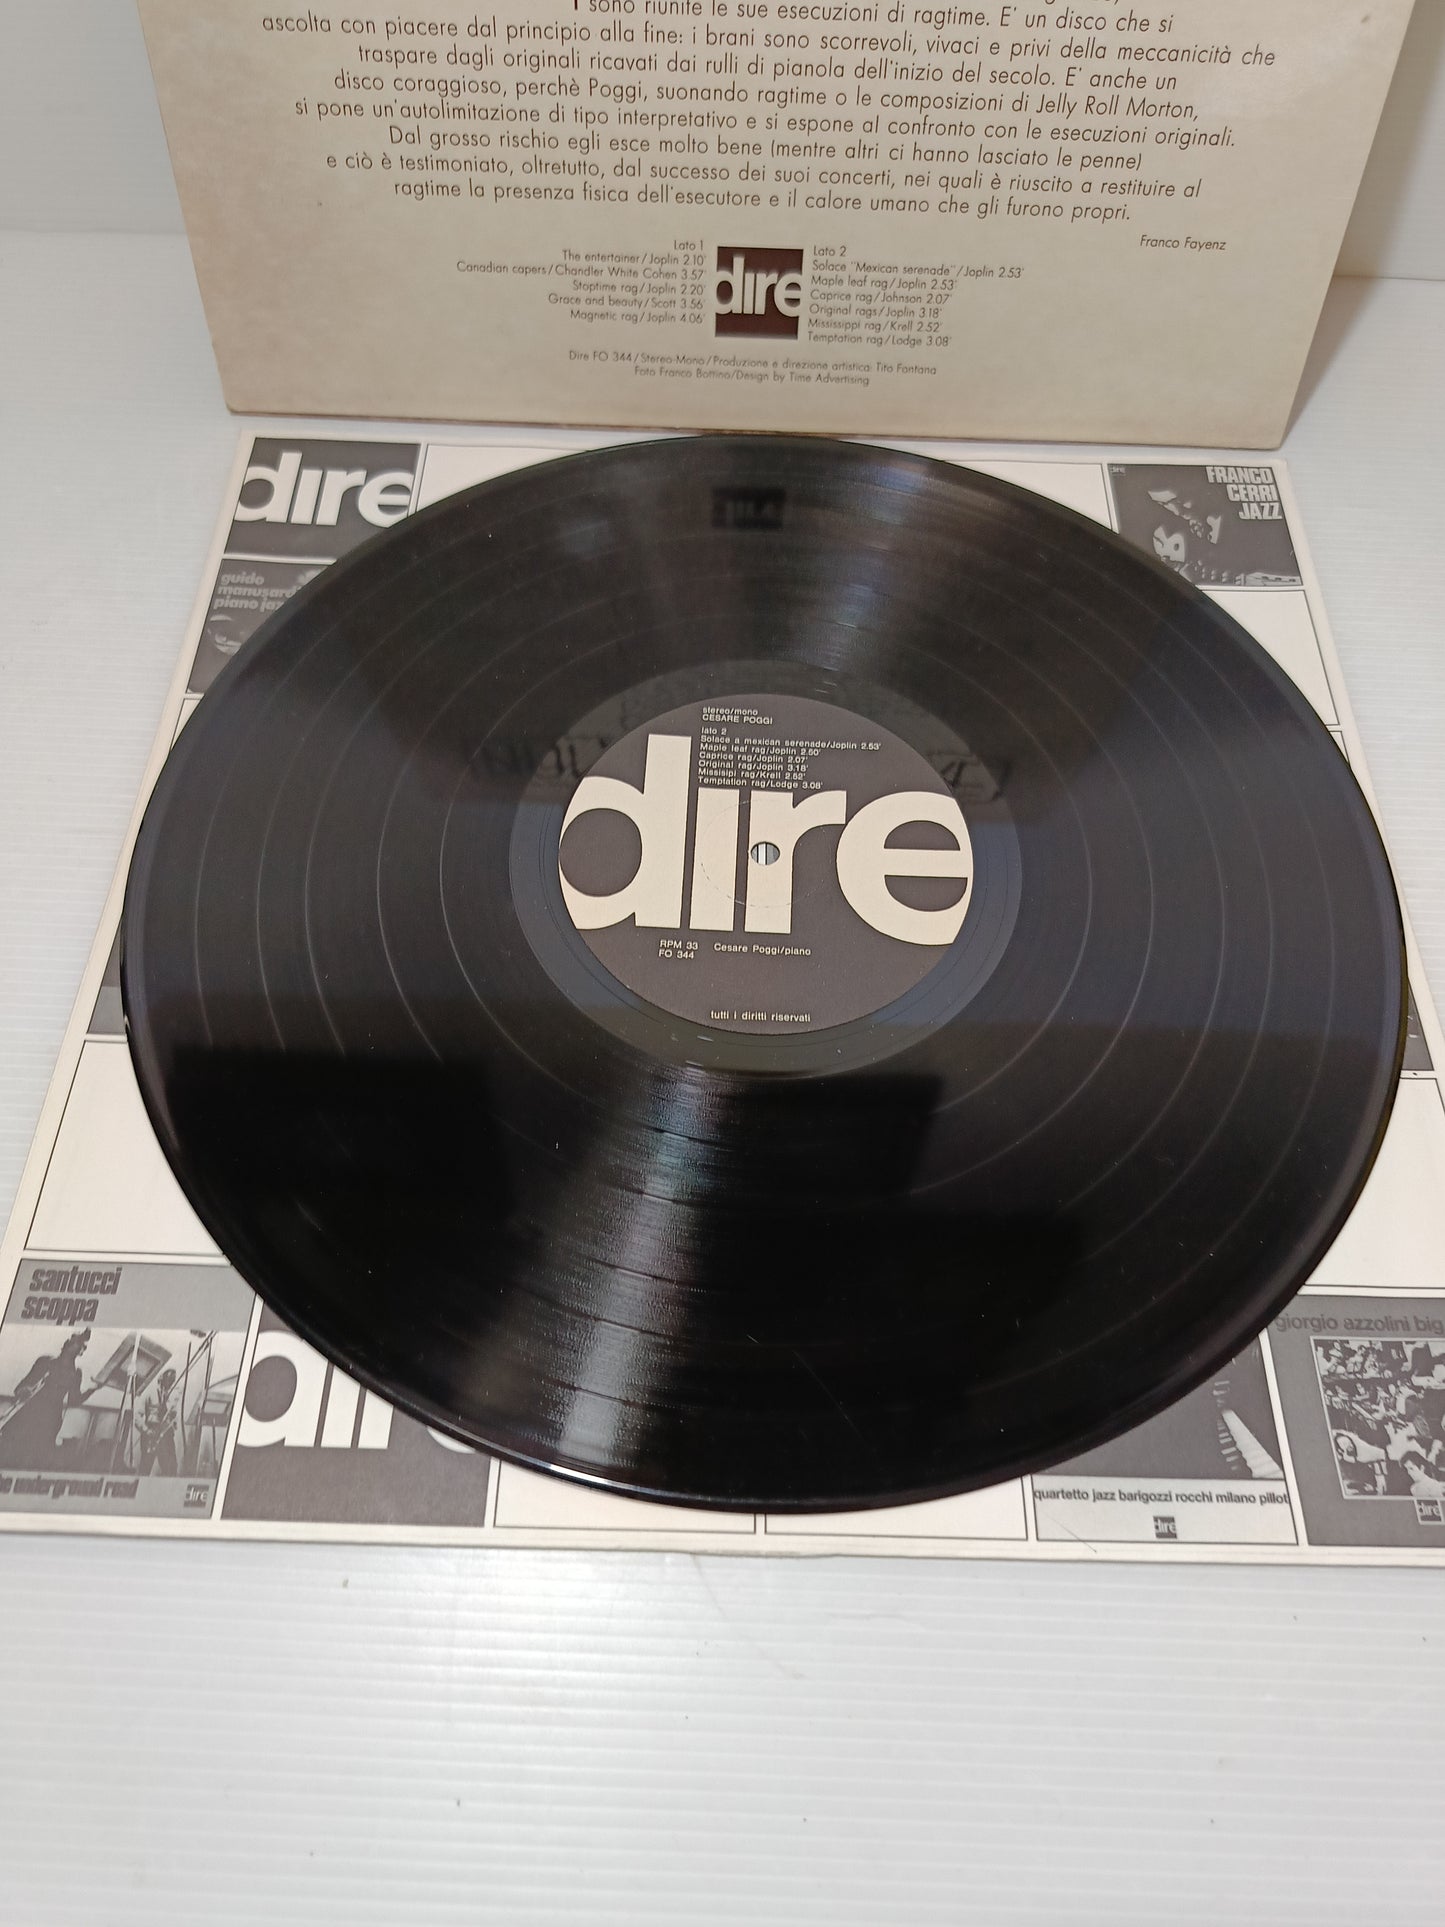 sono riunite le sue esecuzioni di ragtime. E' un disco che si
ascolta con piacere dal principio alla fine: i brani sono scorrevoli, vivaci e privi della meccanicità che
traspare dagli originali ricavati dai rulli di pianola dell'inizio del secolo. E' anche un
disco coraggioso, perchè Poggi, suonando ragtime o le composizioni di Jelly Roll Morton,
si pone un'autolimitazione di tipo interpretativo e si espone al confronto con le esecuzioni originali.
Dal grosso rischio egli esce molto bene (mentre altri ci hanno lasciato le penne)
e ciò è testimoniato, oltretutto, dal successo dei suoi concerti, nei quali è riuscito a restituire al
ragtime la presenza fisica dell'esecutore e il calore umano che gli furono propri.
Franco Fayenz
Lato 1
The entertainer/Joplin 2.10'
Canadian capers/Chandler White Cohen 3.57'
Stoptime rag/Joplin 2.20'
Grace and beauty/Scott 3.56'
Magnetic rag/Joplin 4.06'
dire
Lato 2
Solace "Mexican serenade"/Joplin 2.53'
Maple leaf rag/Joplin 2.53'
Caprice rag/Johnson 2.07'
Original rags/Joplin 3.18'
Mississippi rag/Krell 2.52'
Temptation rag/Lodge 3.08'
Dire FO 344/Stereo-Mono/Produzione e direzione artistica: Tito Fontana
Foto Franco Bottino/Design by Time Advertising
dire
FRANCO
CERRI
JAZZ
guido
manusardi
piano jazz
stereo/mono
CESARE POGGI
lato 2
Solace a mexican serenade/Joplin 2.53'
Maple leaf rag/Joplin 2.50'
Caprice rag/Joplin 2.07'
Original rag/Joplin 3.18'
Missisipi rag/Krell 2.52'
Temptation rag/Lodge 3.08'
dire
RPM 33 Cesare Poggi/piano
FO 344
tutti i diritti riservati
santucci
scoppa
underground road
dire
dire
giorgio azzolini big
quartetto jazz barigozzi rocchi milano pillot
dire
dire